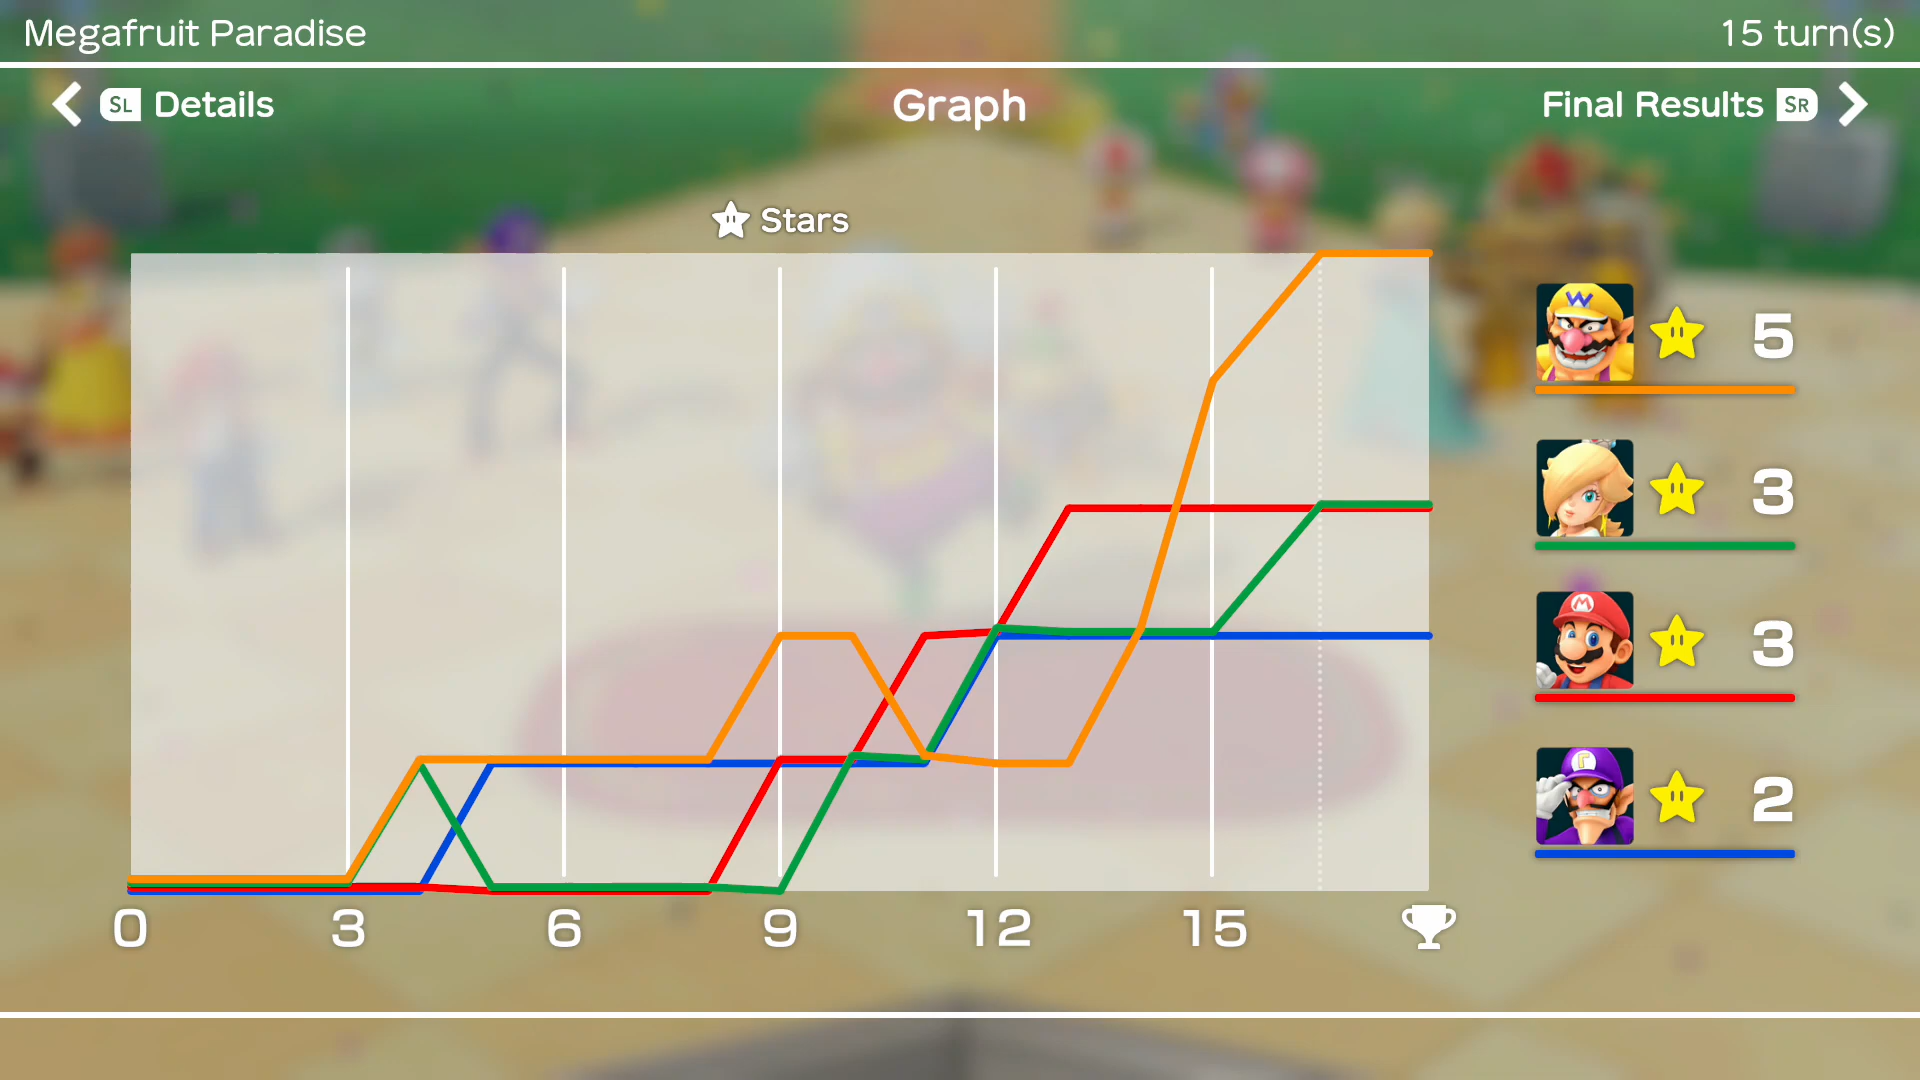 Megafruit Paradise
15 turn(s)
SL Details
Graph
Final Results SR
Stars
5
3
3
2
0 3 6 9 12 15